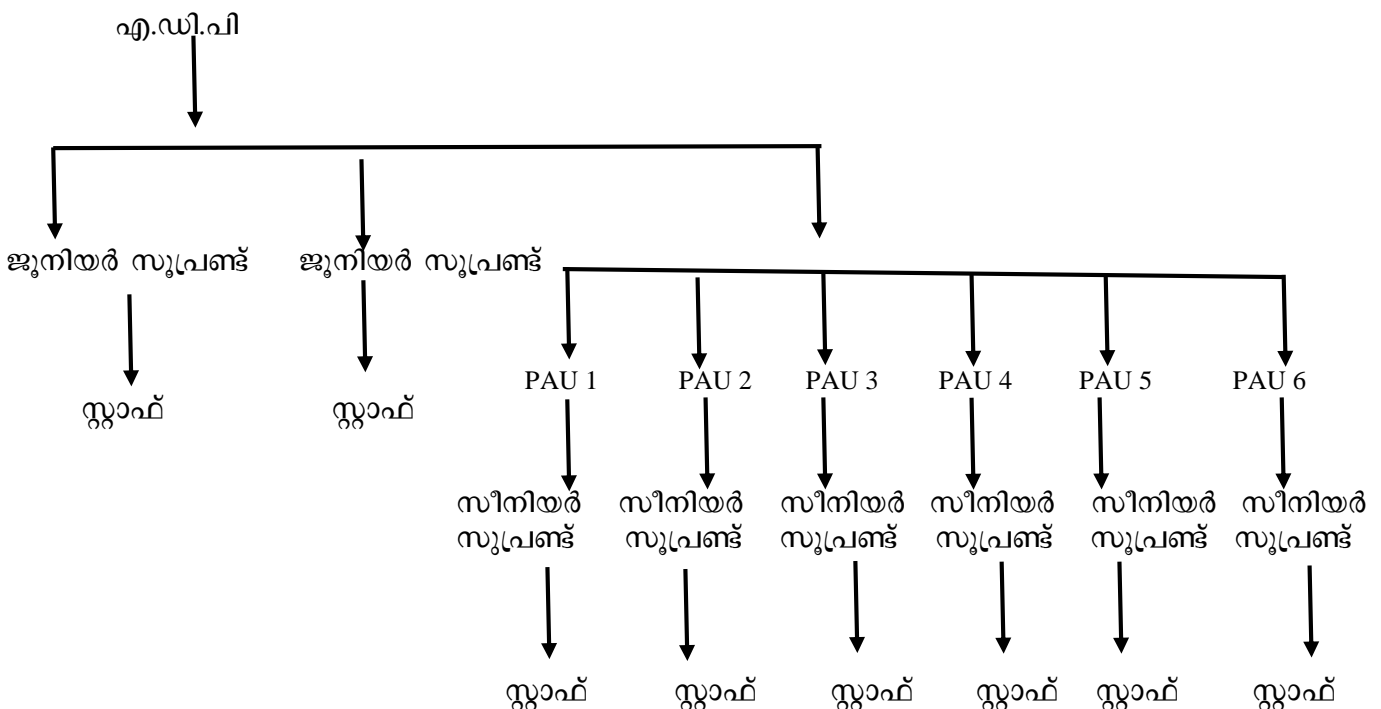 എ.ഡി.പി
ജൂനിയർ സൂപ്രണ്ട് ജൂനിയർ സൂപ്രണ്ട്
PAU 1 PAU 2 PAU 3 PAU 4 PAU 5 PAU 6
സ്റ്റാഫ് സ്റ്റാഫ്
സീനിയർ സീനിയർ സീനിയർ സീനിയർ സീനിയർ സീനിയർ
സുപ്രണ്ട് സൂപ്രണ്ട് സൂപ്രണ്ട് സൂപ്രണ്ട് സൂപ്രണ്ട് സൂപ്രണ്ട്
സ്റ്റാഫ് സ്റ്റാഫ് സ്റ്റാഫ് സ്റ്റാഫ് സ്റ്റാഫ് സ്റ്റാഫ്